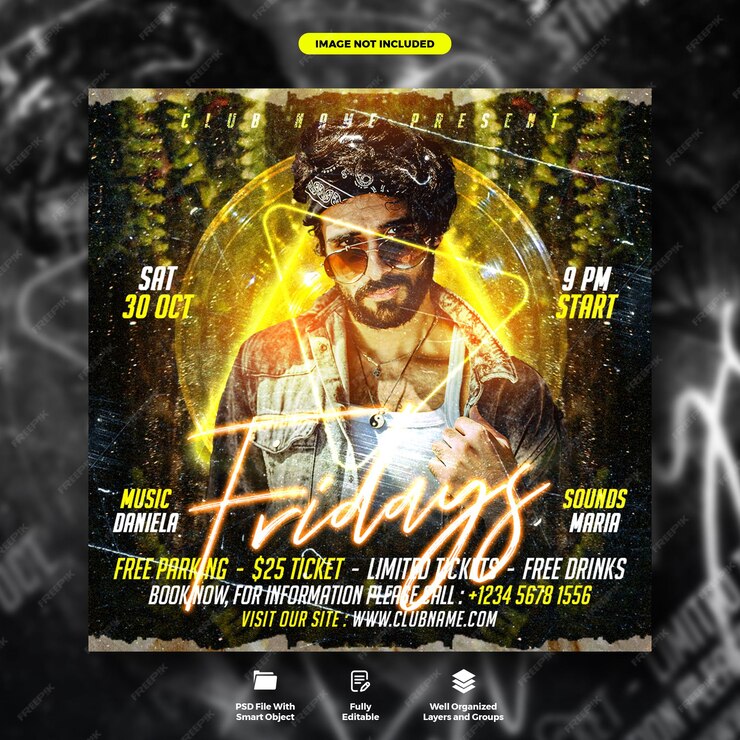 IMAGE NOT INCLUDED
CLUB NAME PRESENT
SAT
30 OCT
9 PM
START
Fridays
MUSIC
DANIELA
SOUNDS
MARIA
FREE PARKING - $25 TICKET - LIMITED TICKETS - FREE DRINKS
BOOK NOW, FOR INFORMATION PLEASE CALL : +1234 5678 1556
VISIT OUR SITE : WWW.CLUBNAME.COM
PSD File With
Smart Object
Fully
Editable
Well Organized
Layers and Groups